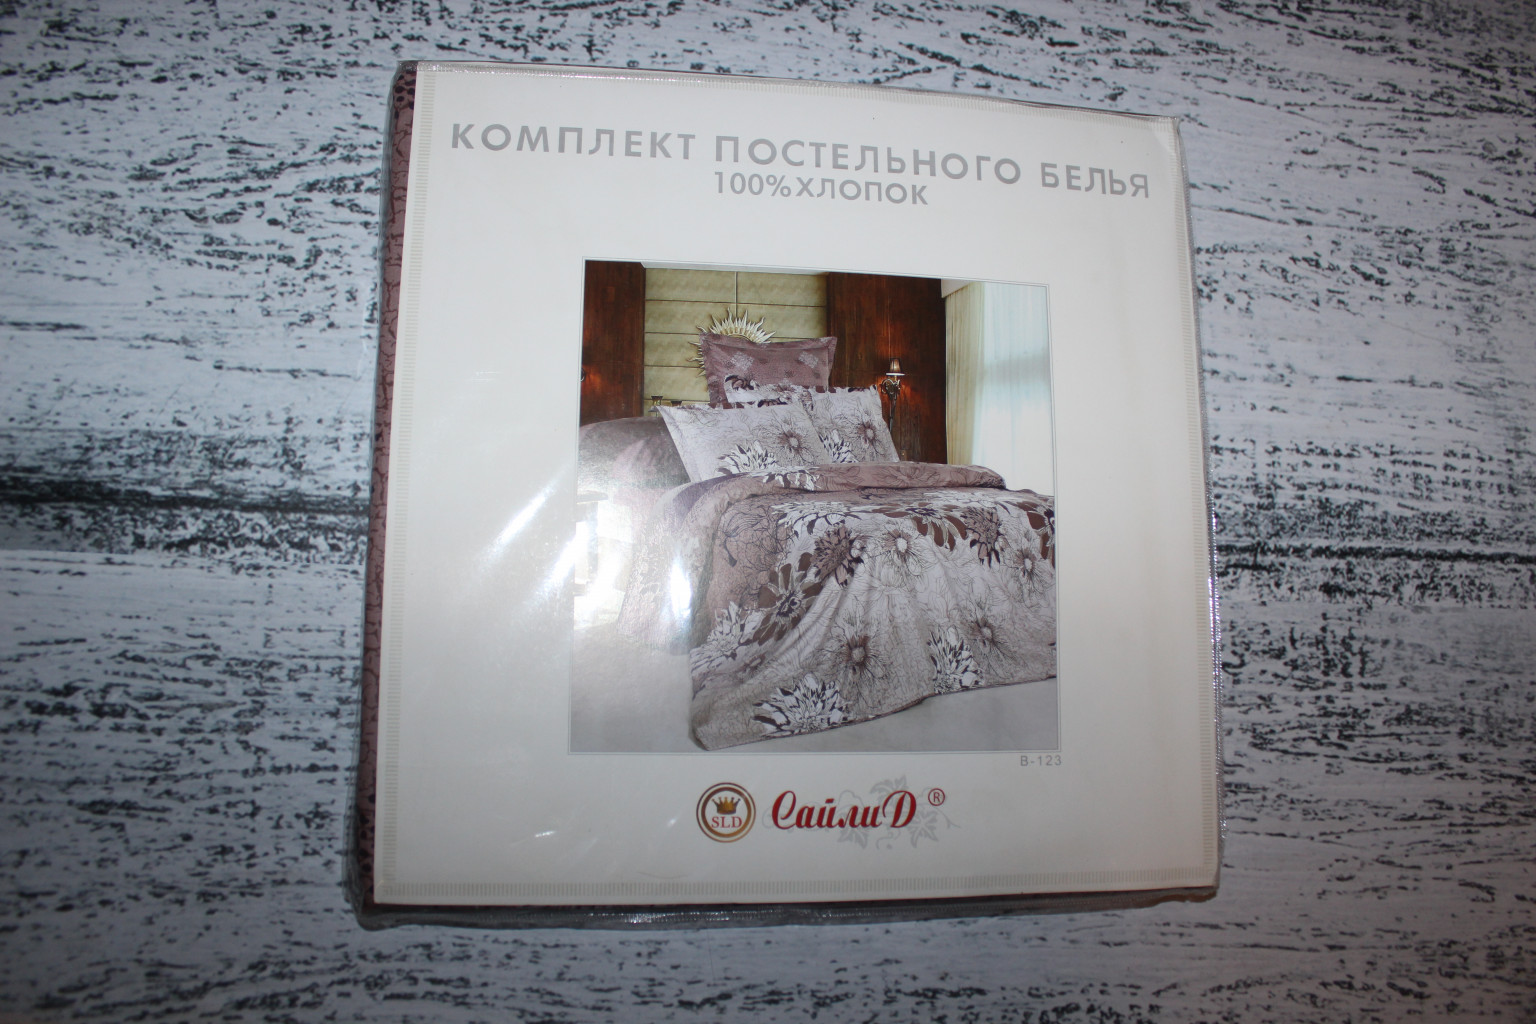 КОМПЛЕКТ ПОСТЕЛЬНОГО БЕЛЬЯ
100%ХЛОПОК
B-123
SLD
СайлиД ®